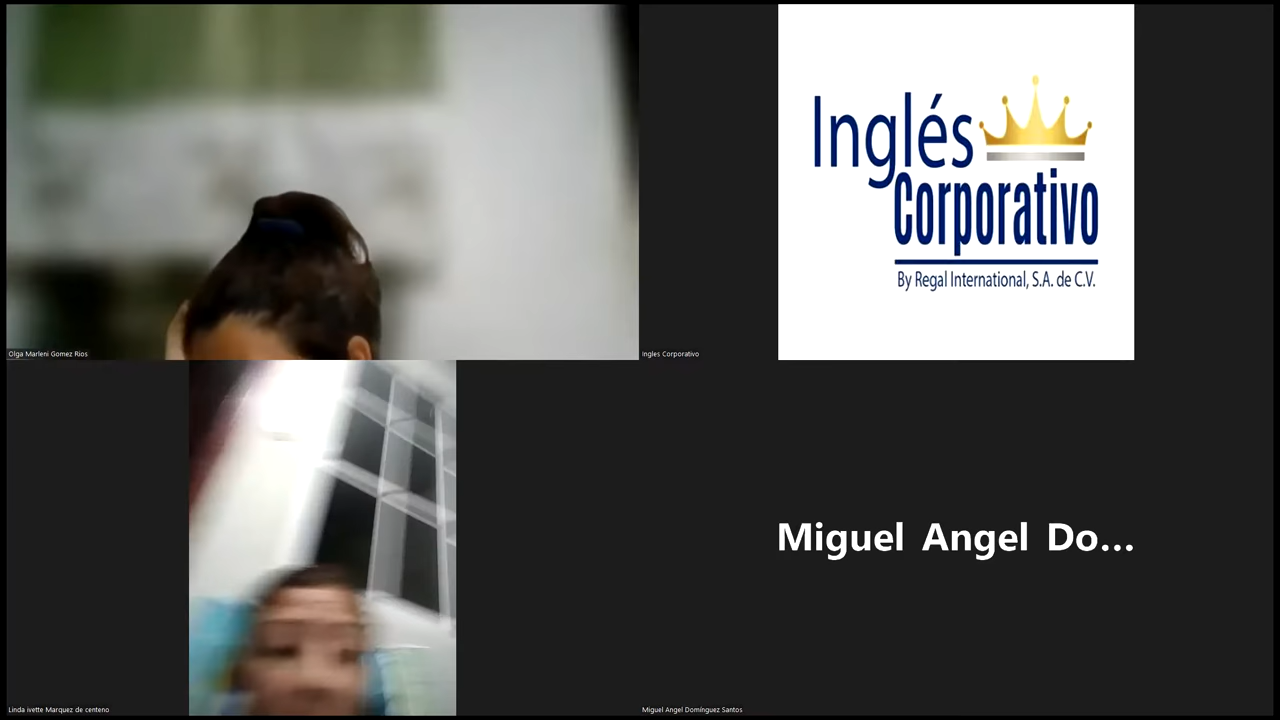 Inglés
Corporativo
By Regal International, S.A. de C.V.
Olga Marleni Gomez Rios
Ingles Corporativo
Miguel Angel Do...
Linda ivette Marquez de centeno
Miguel Angel Domínguez Santos